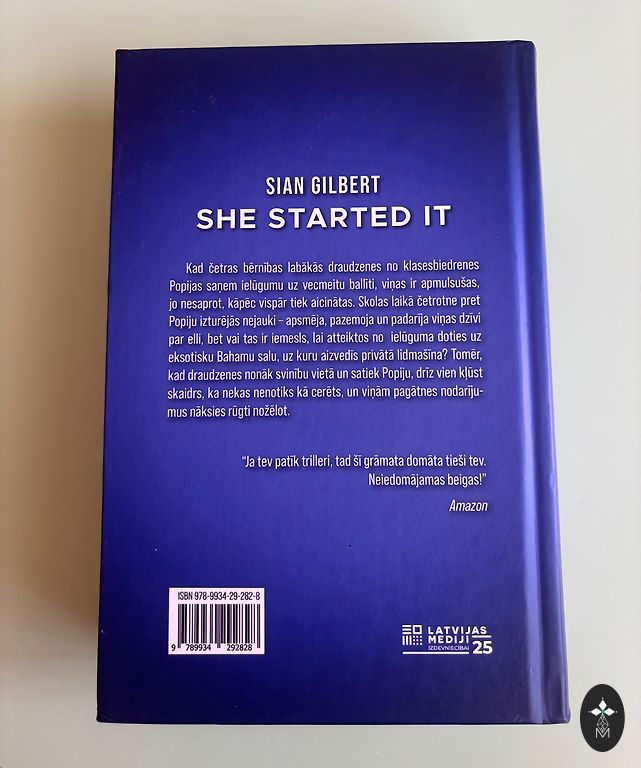 SIAN GILBERT
SHE STARTED IT
Kad četras bērnības labākās draudzenes no klasesbiedrenes
Popijas saņem ielūgumu uz vecmeitu ballīti, viņas ir apmulsušas,
jo nesaprot, kāpēc vispār tiek aicinātas. Skolas laikā četrotne pret
Popiju izturējās nejauki – apsmēja, pazemoja un padarīja viņas dzīvi
par elli, bet vai tas ir iemesls, lai atteiktos no ielūguma doties uz
eksotisku Bahamu salu, uz kuru aizvedīs privātā lidmašīna? Tomēr,
kad draudzenes nonāk svinību vietā un satiek Popiju, drīz vien kļūst
skaidrs, ka nekas nenotiks kā cerēts, un viņām pagātnes nodarīju-
mus nāksies rūgti nožēlot.
“Ja tev patīk trilleri, tad šī grāmata domāta tieši tev.
Neiedomājamas beigas!”
Amazon
ISBN 978-9934-29-282-8
9 789934 292828
LATVIJAS
MEDIJI
IZDEVNIECĪBAI
25
M